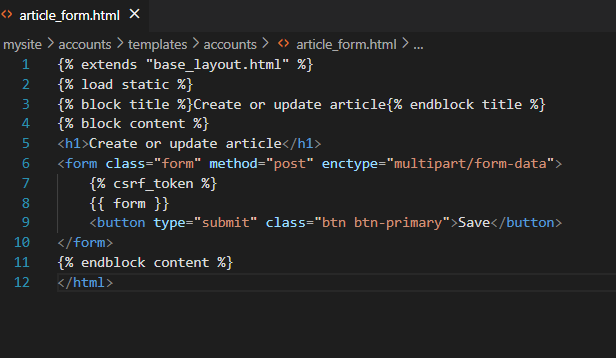 article_form.html
mysite > accounts > templates > accounts > article_form.html > ...
1 {% extends "base_layout.html" %}
2 {% load static %}
3 {% block title %}Create or update article{% endblock title %}
4 {% block content %}
5 <h1>Create or update article</h1>
6 <form class="form" method="post" enctype="multipart/form-data">
7     {% csrf_token %}
8     {{ form }}
9     <button type="submit" class="btn btn-primary">Save</button>
10 </form>
11 {% endblock content %}
12 </html>